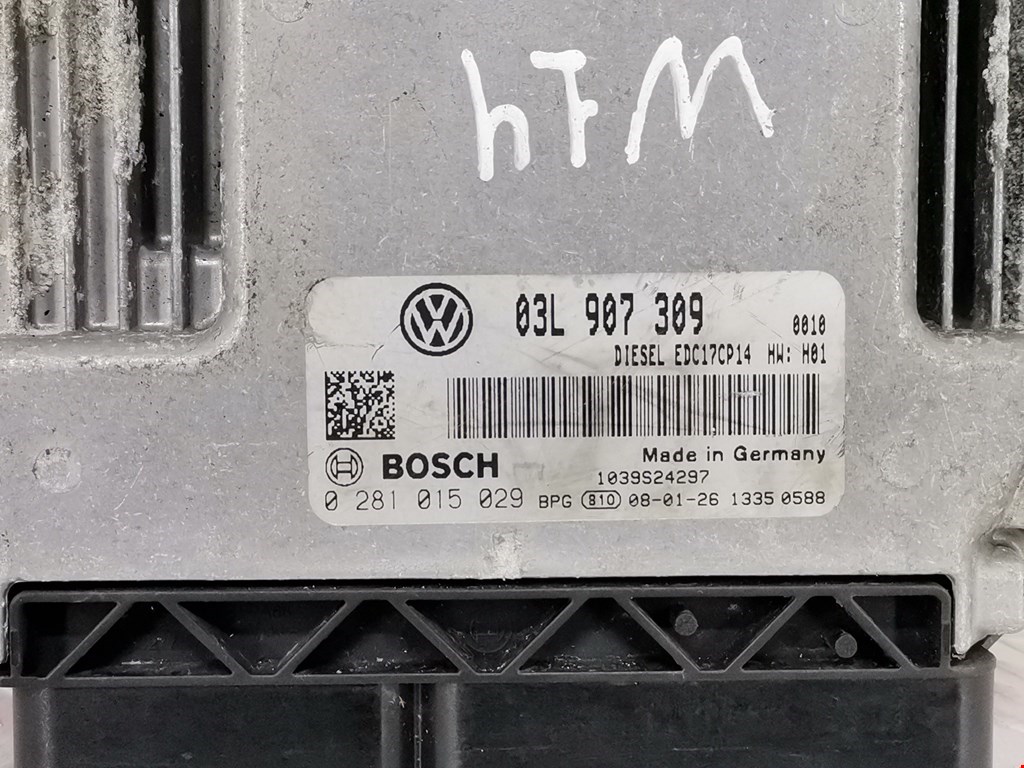 hFM
03L 907 309
0010
DIESEL EDC17CP14 HW: H01
Made in Germany
BOSCH
1039S24297
0 281 015 029 BPG 810 08-01-26 1335 0588